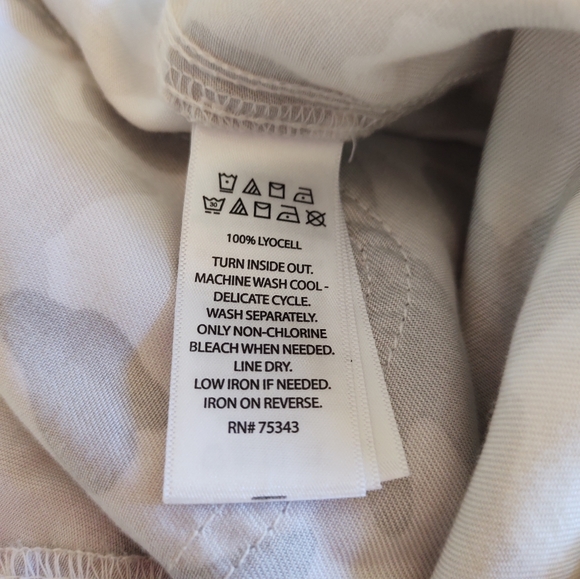 30
100% LYOCELL
TURN INSIDE OUT.
MACHINE WASH COOL -
DELICATE CYCLE.
WASH SEPARATELY.
ONLY NON-CHLORINE
BLEACH WHEN NEEDED.
LINE DRY.
LOW IRON IF NEEDED.
IRON ON REVERSE.
RN# 75343